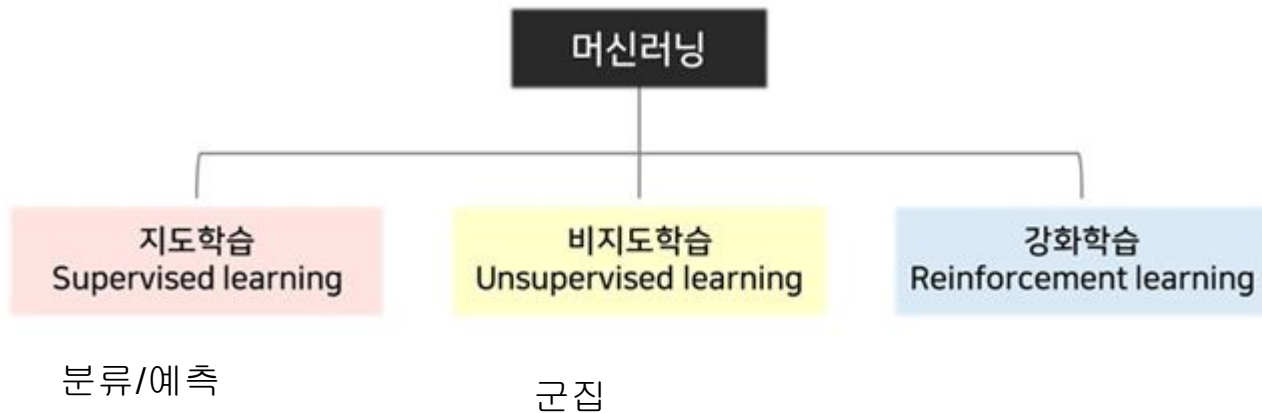 머신러닝
지도학습
Supervised learning
비지도학습
Unsupervised learning
강화학습
Reinforcement learning
분류/예측
군집